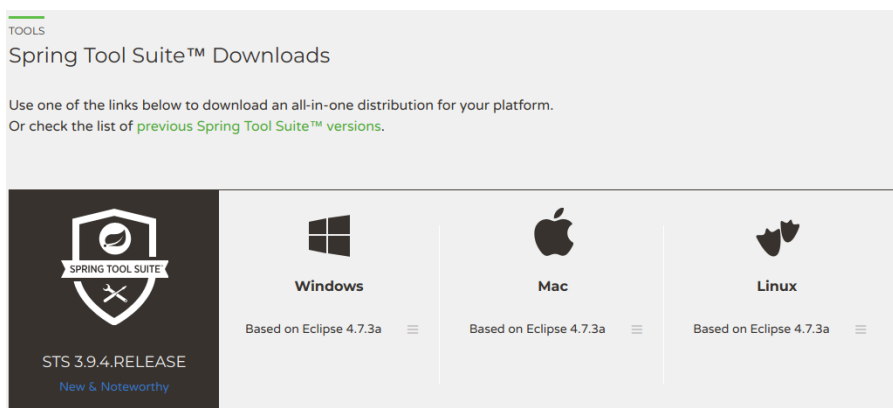 TOOLS
Spring Tool Suite™ Downloads
Use one of the links below to download an all-in-one distribution for your platform.
Or check the list of previous Spring Tool Suite™ versions.
SPRING TOOL SUITE
STS 3.9.4.RELEASE
New & Noteworthy
Windows
Based on Eclipse 4.7.3a
Mac
Based on Eclipse 4.7.3a
Linux
Based on Eclipse 4.7.3a